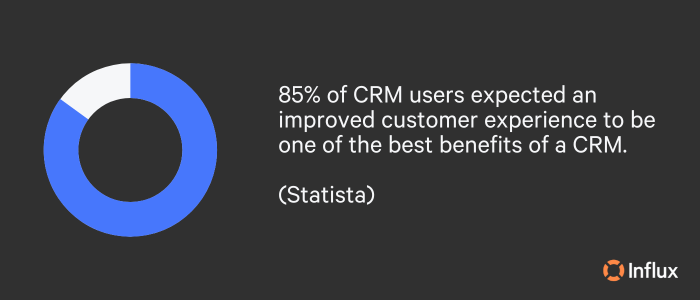 85% of CRM users expected an
improved customer experience to be
one of the best benefits of a CRM.
(Statista)
Influx